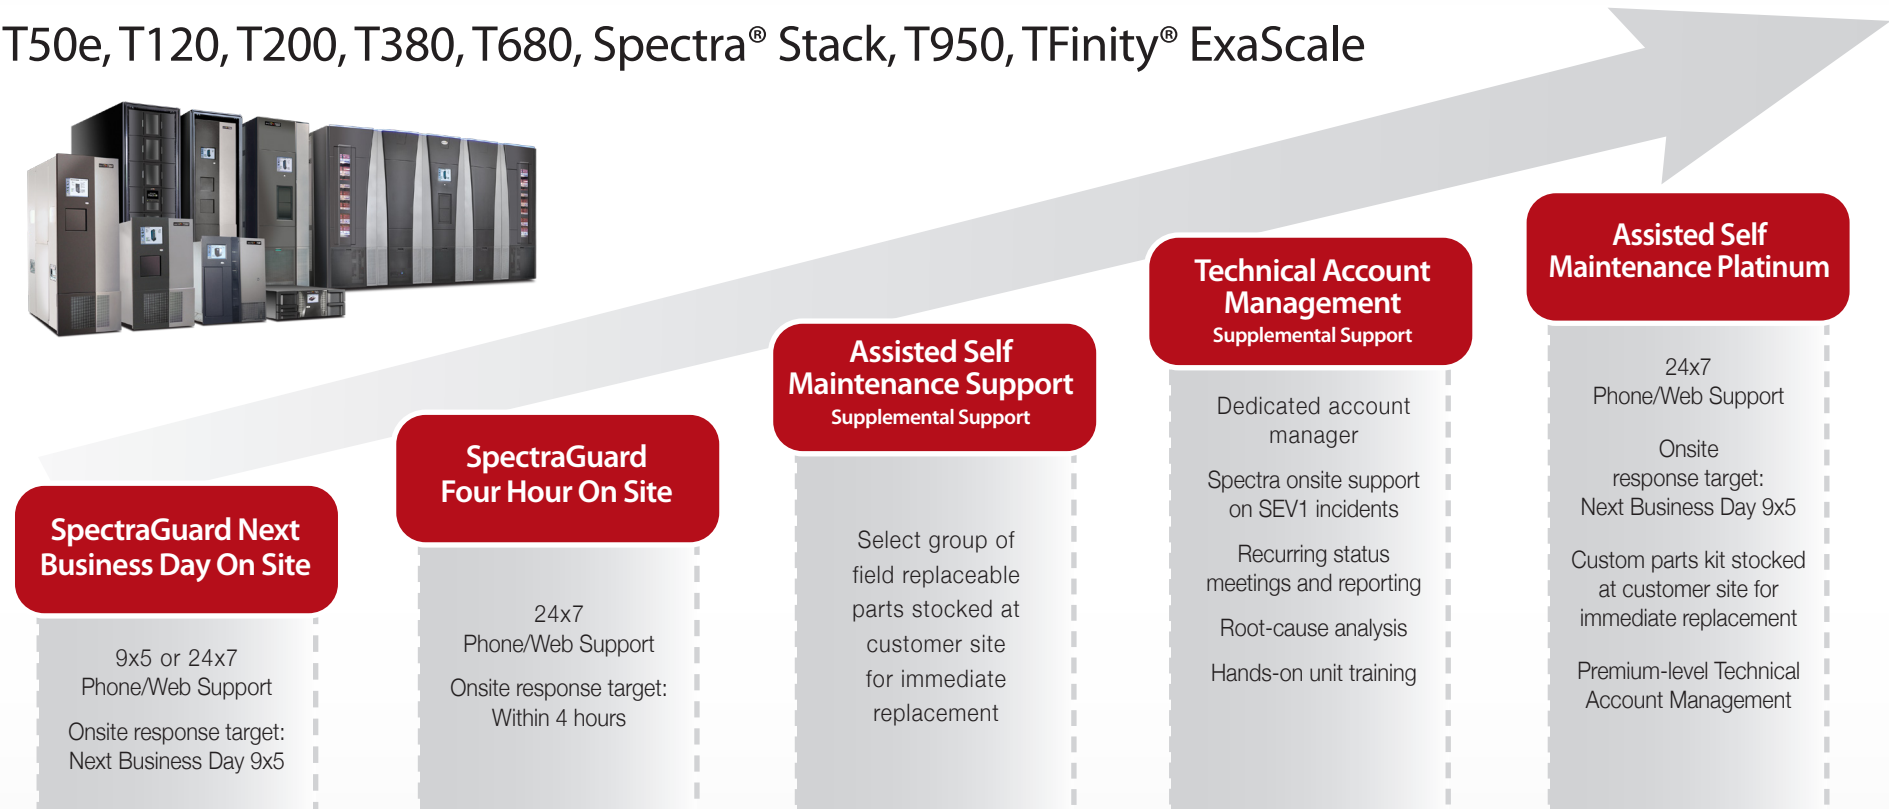 T50e, T120, T200, T380, T680, Spectra® Stack, T950, TFinity® ExaScale
SpectraGuard Next
Business Day On Site
9x5 or 24x7
Phone/Web Support
Onsite response target:
Next Business Day 9x5
SpectraGuard
Four Hour On Site
24x7
Phone/Web Support
Onsite response target:
Within 4 hours
Assisted Self
Maintenance Support
Supplemental Support
Select group of
field replaceable
parts stocked at
customer site
for immediate
replacement
Technical Account
Management
Supplemental Support
Dedicated account
manager
Spectra onsite support
on SEV1 incidents
Recurring status
meetings and reporting
Root-cause analysis
Hands-on unit training
Assisted Self
Maintenance Platinum
24x7
Phone/Web Support
Onsite
response target:
Next Business Day 9x5
Custom parts kit stocked
at customer site for
immediate replacement
Premium-level Technical
Account Management